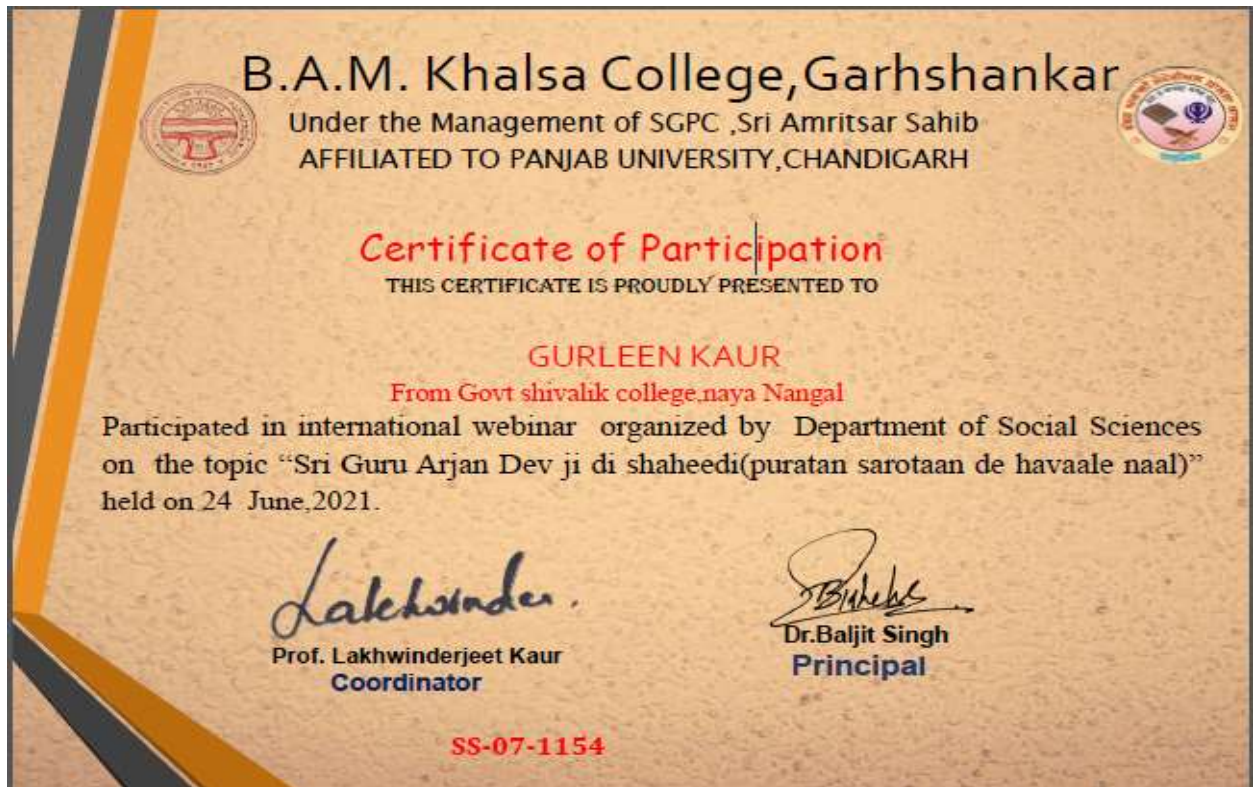 B.A.M. Khalsa College,Garhshankar
Under the Management of SGPC ,Sri Amritsar Sahib
AFFILIATED TO PANJAB UNIVERSITY,CHANDIGARH
Certificate of Participation
THIS CERTIFICATE IS PROUDLY PRESENTED TO
GURLEEN KAUR
From Govt shivalik college,naya Nangal
Participated in international webinar organized by Department of Social Sciences
on the topic “Sri Guru Arjan Dev ji di shaheedi(puratan sarotaan de havaale naal)”
held on 24 June,2021.
Lakhwinder.
Prof. Lakhwinderjeet Kaur
Coordinator
Dr.Baljit Singh
Principal
SS-07-1154